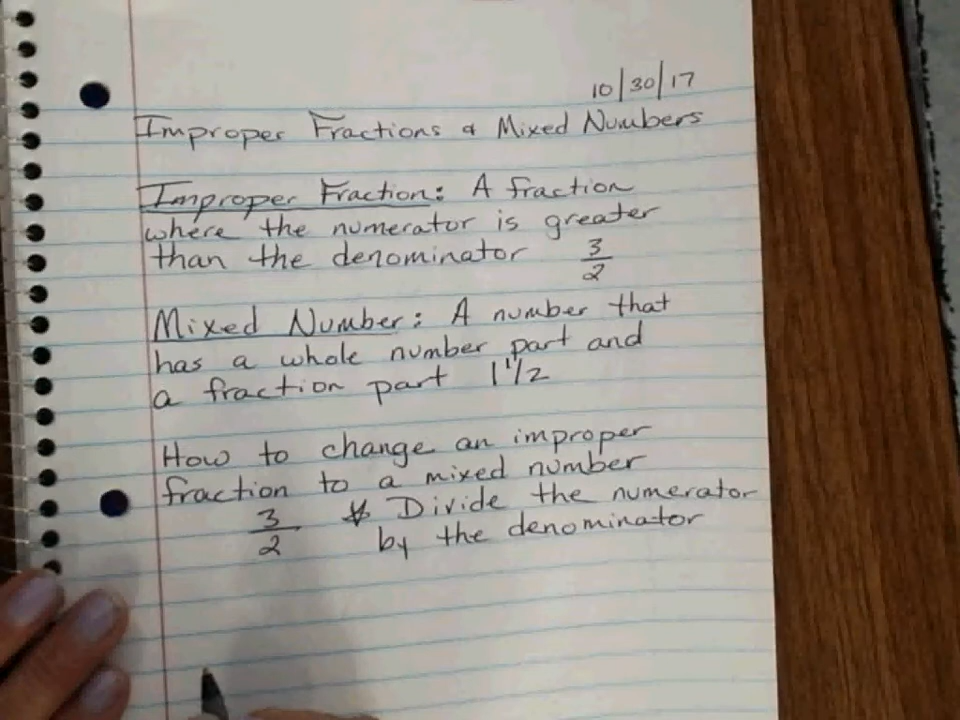 10/30/17
Improper Fractions & Mixed Numbers
Improper Fraction: A fraction
where the numerator is greater
than the denominator 3/2
Mixed Number: A number that
has a whole number part and
a fraction part 1 1/2
How to change an improper
fraction to a mixed number
3/2 * Divide the numerator
by the denominator